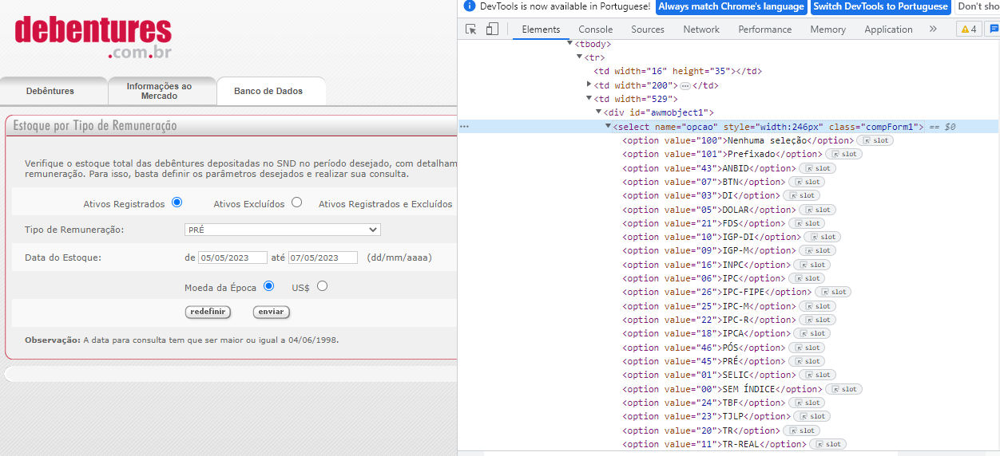 debentures
.com.br
Debêntures
Informações ao
Mercado
Banco de Dados
Estoque por Tipo de Remuneração
Verifique o estoque total das debêntures depositadas no SND no período desejado, com detalham
remuneração. Para isso, basta definir os parâmetros desejados e realizar sua consulta.
Ativos Registrados Ativos Excluídos Ativos Registrados e Excluídos
Tipo de Remuneração: PRÉ
Data do Estoque: de 05/05/2023 até 07/05/2023 (dd/mm/aaaa)
Moeda da Época US$
redefinir enviar
Observação: A data para consulta tem que ser maior ou igual a 04/06/1998.
DevTools is now available in Portuguese! Always match Chrome's language Switch DevTools to Portuguese Don't sho
Elements Console Sources Network Performance Memory Application » 4
<tbody>
<tr>
<td width="16" height="35"></td>
<td width="200">…</td>
<td width="529">
<div id="awmobject1">
… <select name="opcao" style="width:246px" class="compForm1"> == $0
<option value="100">Nenhuma seleção</option> slot
<option value="101">Prefixado</option> slot
<option value="43">ANBID</option> slot
<option value="07">BTN</option> slot
<option value="03">DI</option> slot
<option value="05">DOLAR</option> slot
<option value="21">FDS</option> slot
<option value="10">IGP-DI</option> slot
<option value="09">IGP-M</option> slot
<option value="16">INPC</option> slot
<option value="06">IPC</option> slot
<option value="26">IPC-FIPE</option> slot
<option value="25">IPC-M</option> slot
<option value="22">IPC-R</option> slot
<option value="18">IPCA</option> slot
<option value="46">PÓS</option> slot
<option value="45">PRÉ</option> slot
<option value="01">SELIC</option> slot
<option value="00">SEM ÍNDICE</option> slot
<option value="24">TBF</option> slot
<option value="23">TJLP</option> slot
<option value="20">TR</option> slot
<option value="11">TR-REAL</option> slot